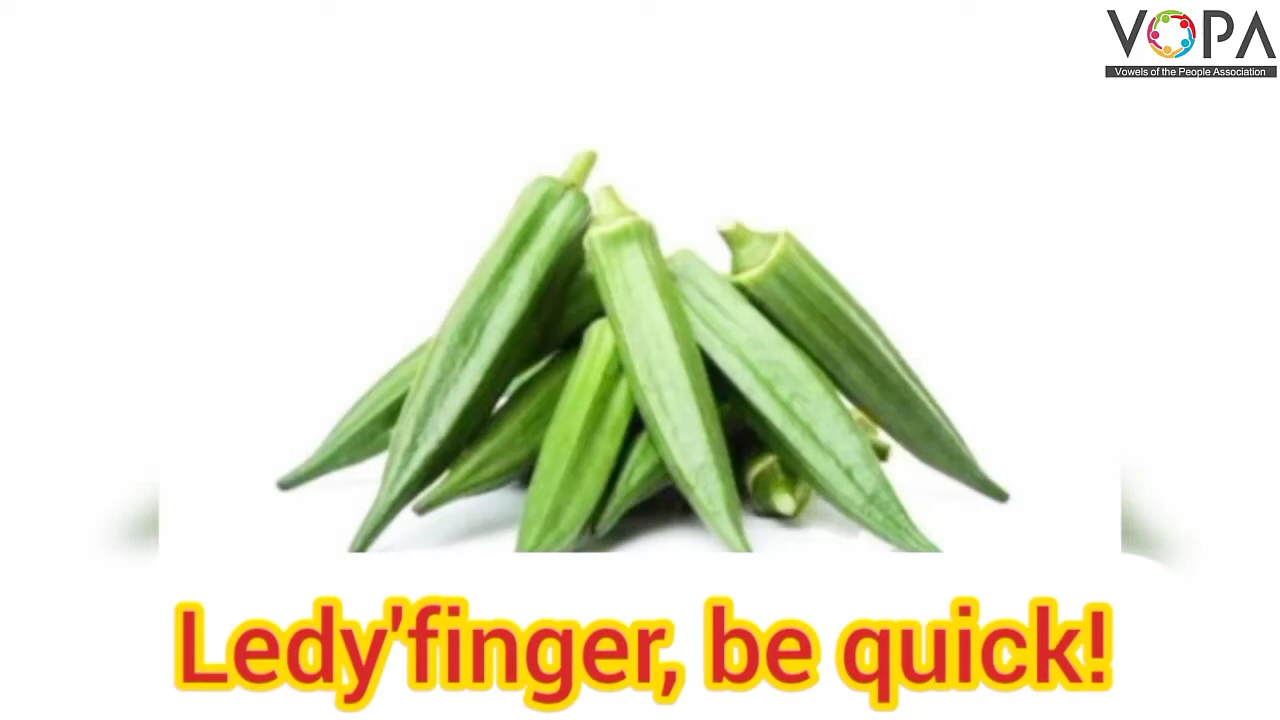 VOPA
Vowels of the People Association
Ledy'finger, be quick!